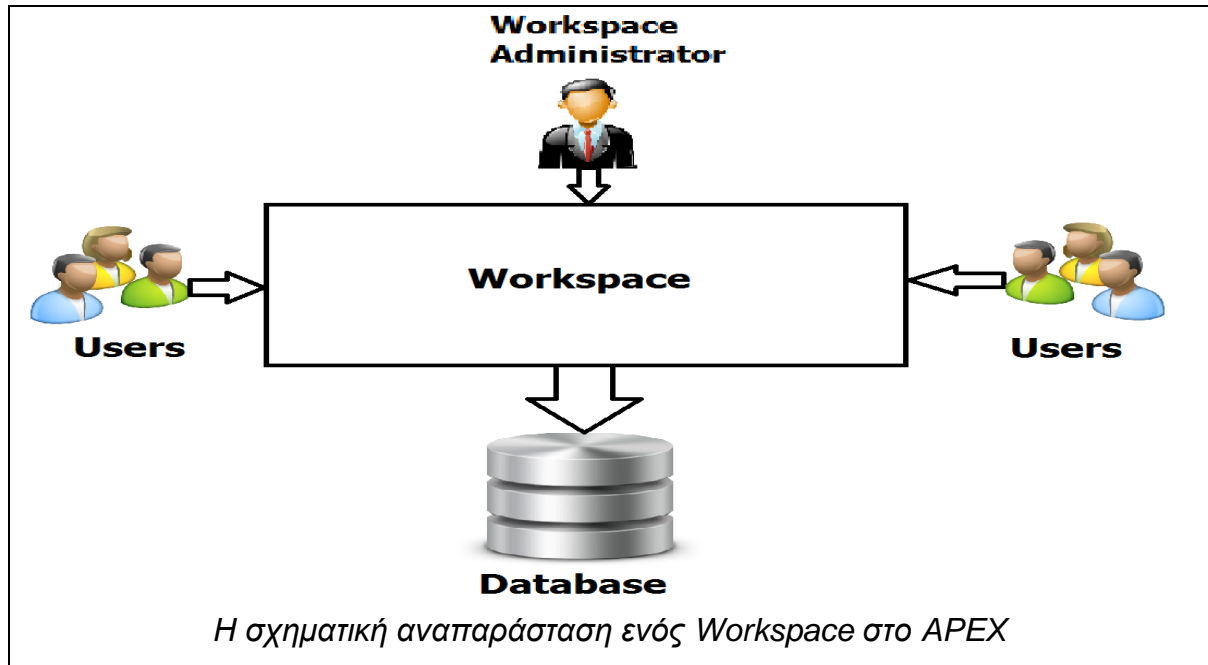 Workspace
Administrator
Workspace
Users
Users
Database
Η σχηματική αναπαράσταση ενός Workspace στο APEX